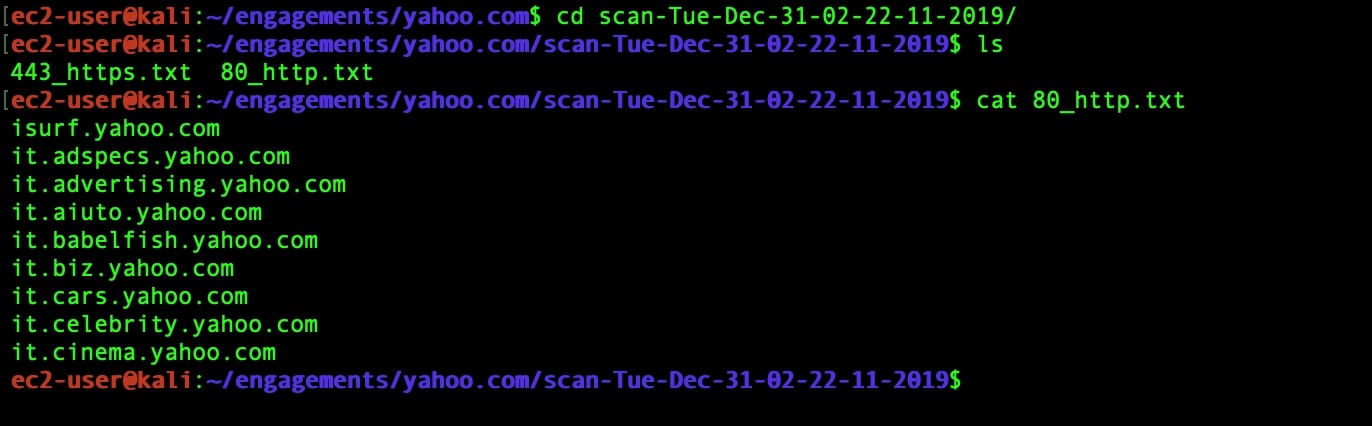 [ec2-user@kali:~/engagements/yahoo.com$ cd scan-Tue-Dec-31-02-22-11-2019/
[ec2-user@kali:~/engagements/yahoo.com/scan-Tue-Dec-31-02-22-11-2019$ ls
443_https.txt  80_http.txt
[ec2-user@kali:~/engagements/yahoo.com/scan-Tue-Dec-31-02-22-11-2019$ cat 80_http.txt
isurf.yahoo.com
it.adspecs.yahoo.com
it.advertising.yahoo.com
it.aiuto.yahoo.com
it.babelfish.yahoo.com
it.biz.yahoo.com
it.cars.yahoo.com
it.celebrity.yahoo.com
it.cinema.yahoo.com
ec2-user@kali:~/engagements/yahoo.com/scan-Tue-Dec-31-02-22-11-2019$